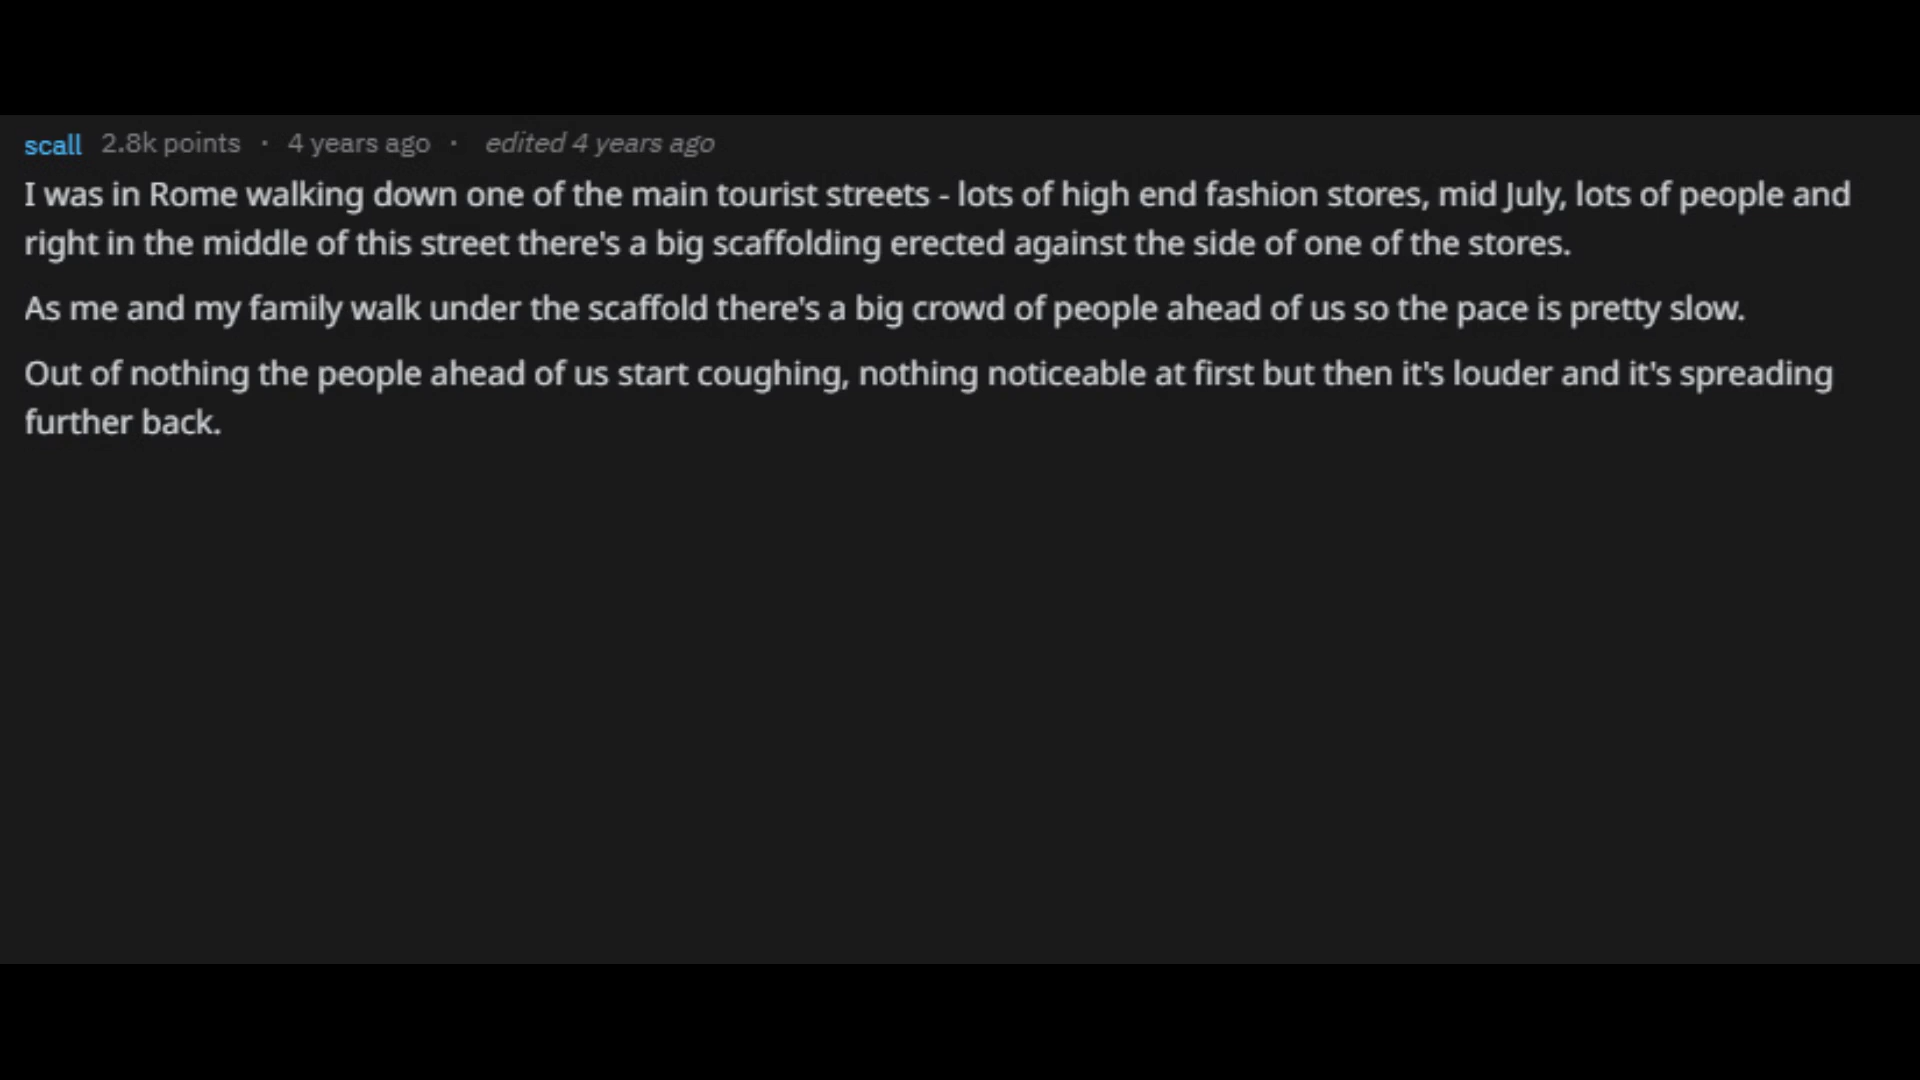 scall 2.8k points · 4 years ago · edited 4 years ago
I was in Rome walking down one of the main tourist streets - lots of high end fashion stores, mid July, lots of people and
right in the middle of this street there's a big scaffolding erected against the side of one of the stores.
As me and my family walk under the scaffold there's a big crowd of people ahead of us so the pace is pretty slow.
Out of nothing the people ahead of us start coughing, nothing noticeable at first but then it's louder and it's spreading
further back.